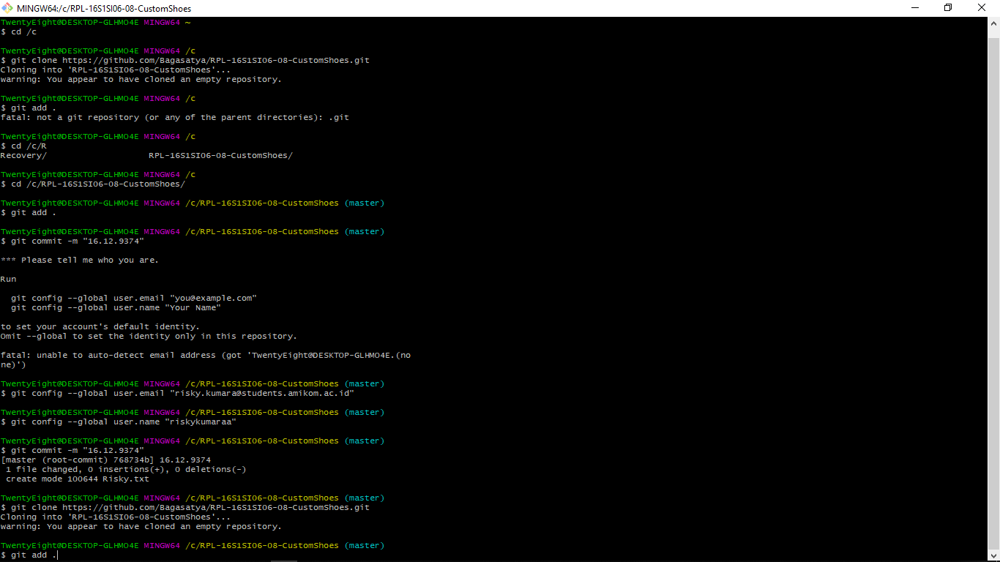 MINGW64:/c/RPL-16S1SI06-08-CustomShoes
TwentyEight@DESKTOP-GLHMO4E MINGW64 ~
$ cd /c
TwentyEight@DESKTOP-GLHMO4E MINGW64 /c
$ git clone https://github.com/Bagasatya/RPL-16S1SI06-08-CustomShoes.git
Cloning into 'RPL-16S1SI06-08-CustomShoes'...
warning: You appear to have cloned an empty repository.
TwentyEight@DESKTOP-GLHMO4E MINGW64 /c
$ git add .
fatal: not a git repository (or any of the parent directories): .git
TwentyEight@DESKTOP-GLHMO4E MINGW64 /c
$ cd /c/R
Recovery/                    RPL-16S1SI06-08-CustomShoes/
TwentyEight@DESKTOP-GLHMO4E MINGW64 /c
$ cd /c/RPL-16S1SI06-08-CustomShoes/
TwentyEight@DESKTOP-GLHMO4E MINGW64 /c/RPL-16S1SI06-08-CustomShoes (master)
$ git add .
TwentyEight@DESKTOP-GLHMO4E MINGW64 /c/RPL-16S1SI06-08-CustomShoes (master)
$ git commit -m "16.12.9374"
*** Please tell me who you are.
Run
  git config --global user.email "you@example.com"
  git config --global user.name "Your Name"
to set your account's default identity.
Omit --global to set the identity only in this repository.
fatal: unable to auto-detect email address (got 'TwentyEight@DESKTOP-GLHMO4E.(no
ne)')
TwentyEight@DESKTOP-GLHMO4E MINGW64 /c/RPL-16S1SI06-08-CustomShoes (master)
$ git config --global user.email "risky.kumara@students.amikom.ac.id"
TwentyEight@DESKTOP-GLHMO4E MINGW64 /c/RPL-16S1SI06-08-CustomShoes (master)
$ git config --global user.name "riskykumaraa"
TwentyEight@DESKTOP-GLHMO4E MINGW64 /c/RPL-16S1SI06-08-CustomShoes (master)
$ git commit -m "16.12.9374"
[master (root-commit) 768734b] 16.12.9374
 1 file changed, 0 insertions(+), 0 deletions(-)
 create mode 100644 Risky.txt
TwentyEight@DESKTOP-GLHMO4E MINGW64 /c/RPL-16S1SI06-08-CustomShoes (master)
$ git clone https://github.com/Bagasatya/RPL-16S1SI06-08-CustomShoes.git
Cloning into 'RPL-16S1SI06-08-CustomShoes'...
warning: You appear to have cloned an empty repository.
TwentyEight@DESKTOP-GLHMO4E MINGW64 /c/RPL-16S1SI06-08-CustomShoes (master)
$ git add .